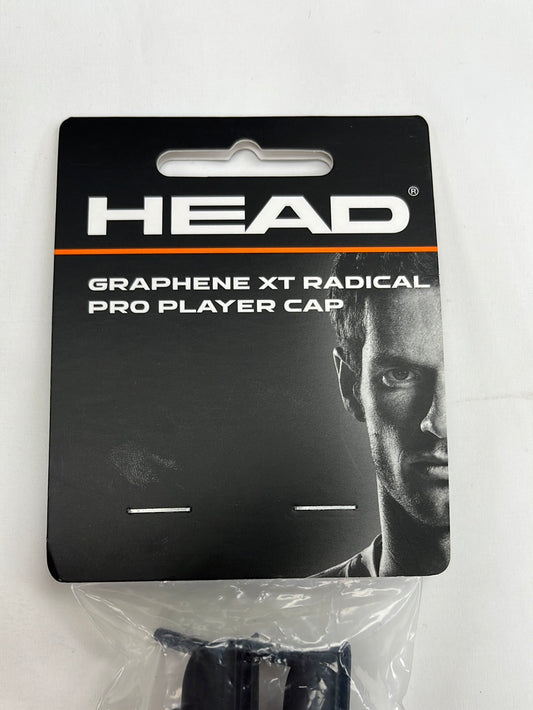 HEAD®
GRAPHENE XT RADICAL
PRO PLAYER CAP